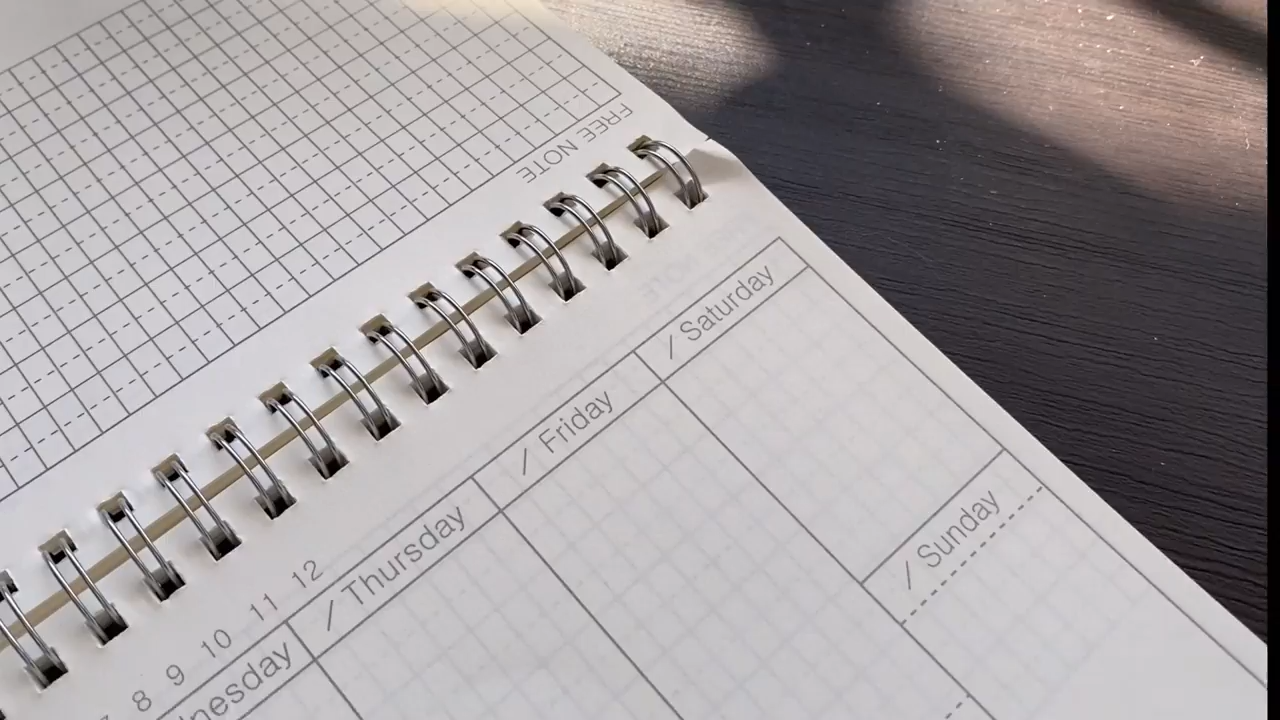 FREE NOTE
8 9 10 11 12
/ Thursday
/ Friday
/ Saturday
/ Sunday